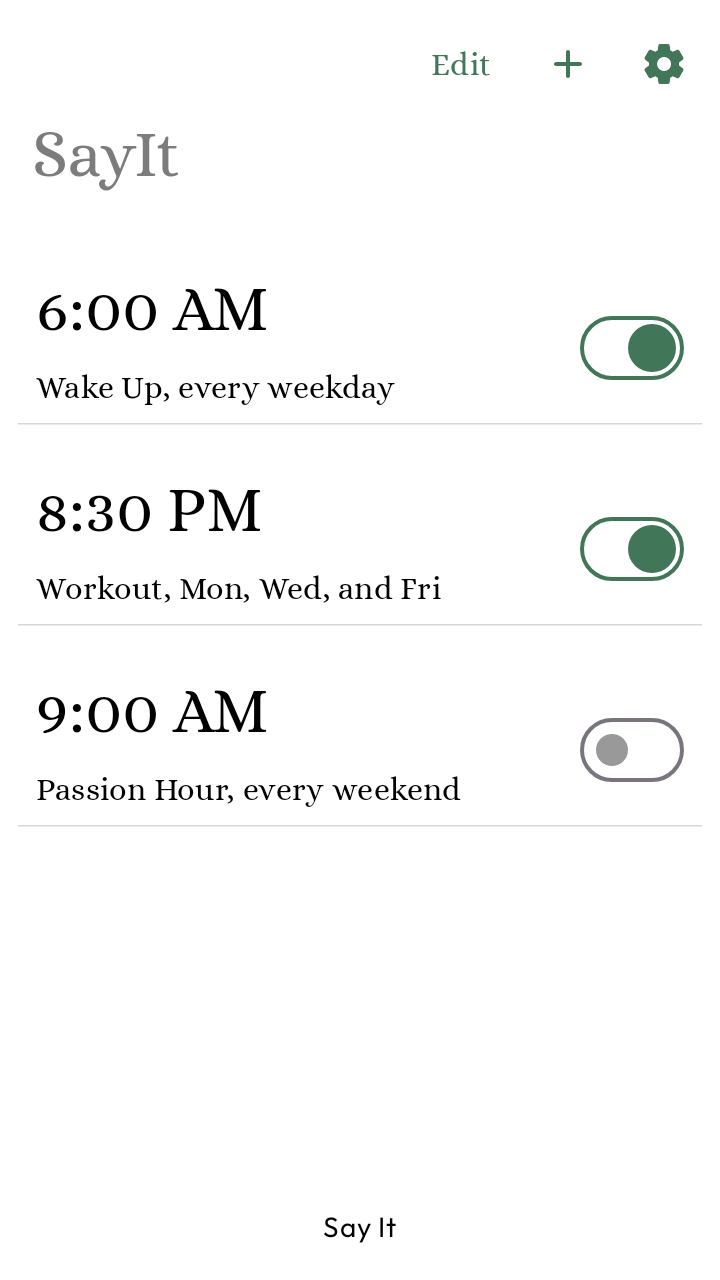 Edit
SayIt
6:00 AM
Wake Up, every weekday
8:30 PM
Workout, Mon, Wed, and Fri
9:00 AM
Passion Hour, every weekend
Say It